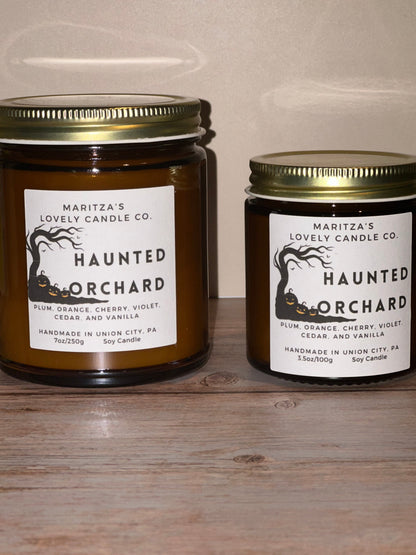 MARITZA'S
LOVELY CANDLE CO.
HAUNTED
ORCHARD
PLUM, ORANGE, CHERRY, VIOLET,
CEDAR, AND VANILLA
HANDMADE IN UNION CITY, PA
7oz/250g Soy Candle
MARITZA'S
LOVELY CANDLE CO.
HAUNTED
ORCHARD
PLUM, ORANGE, CHERRY, VIOLET,
CEDAR, AND VANILLA
HANDMADE IN UNION CITY, PA
3.5oz/100g Soy Candle